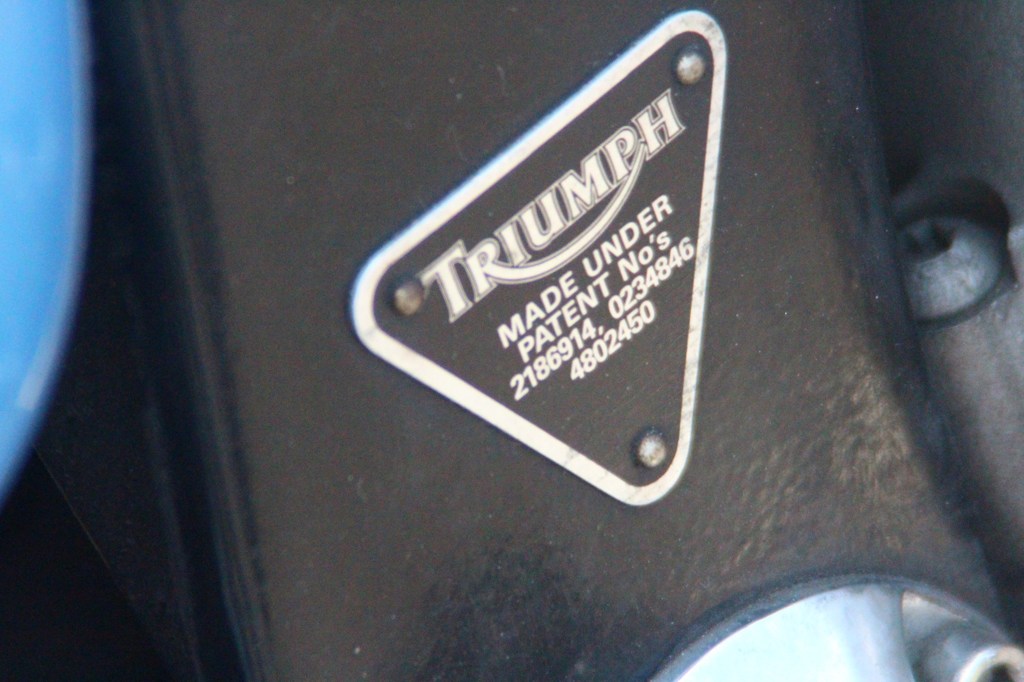 TRIUMPH
MADE UNDER
PATENT No's
2186914, 0234846
4802450